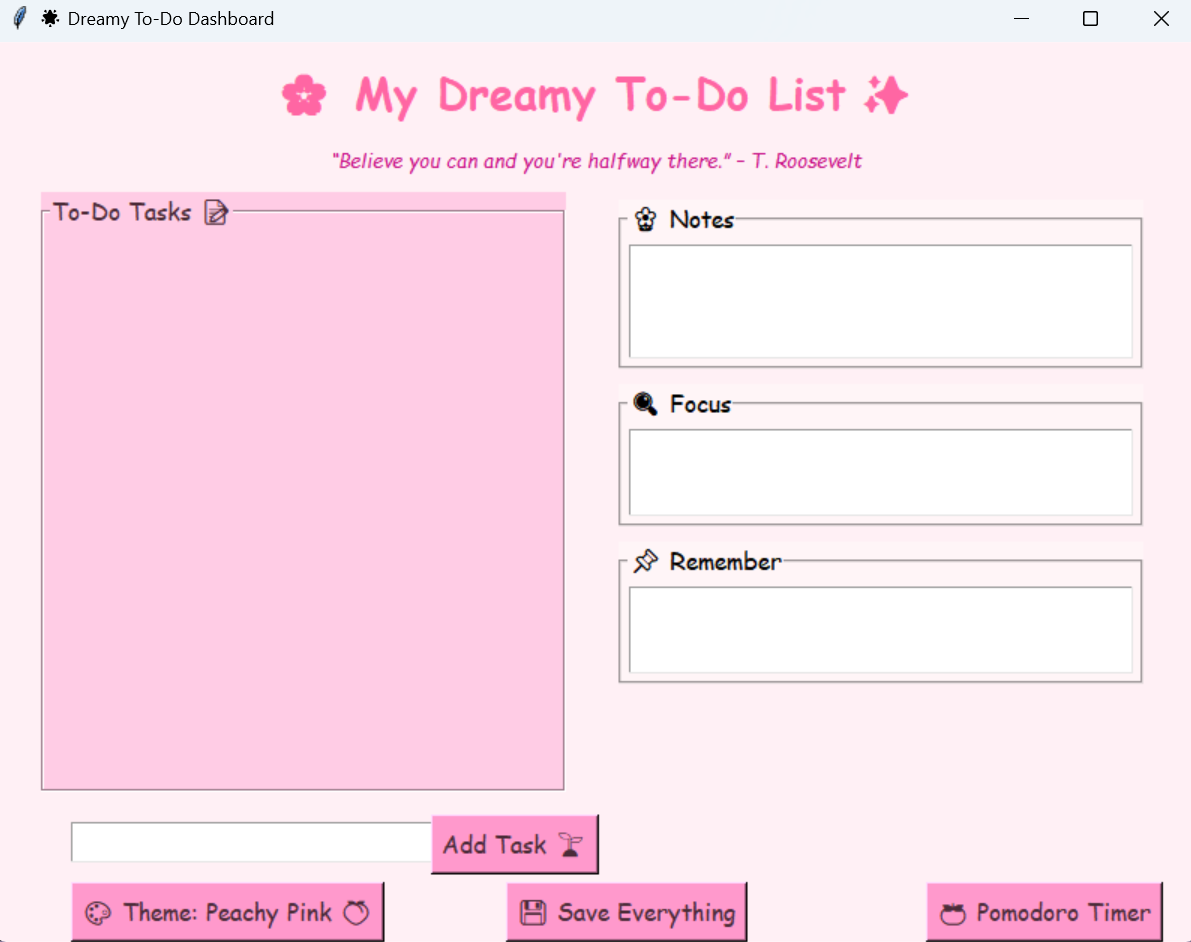 Dreamy To-Do Dashboard
My Dreamy To-Do List
"Believe you can and you're halfway there." – T. Roosevelt
To-Do Tasks
Notes
Focus
Remember
Add Task
Theme: Peachy Pink
Save Everything
Pomodoro Timer